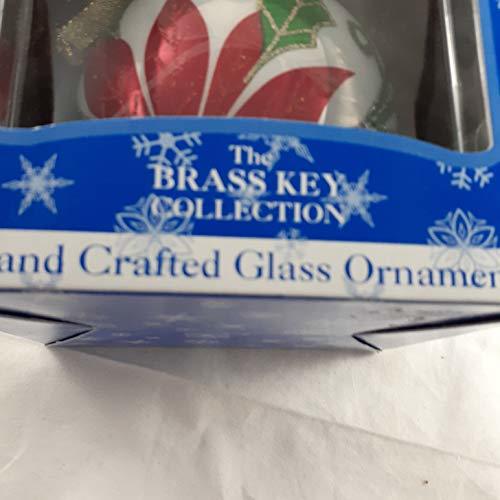 The
BRASS KEY
COLLECTION
and Crafted Glass Ornamen